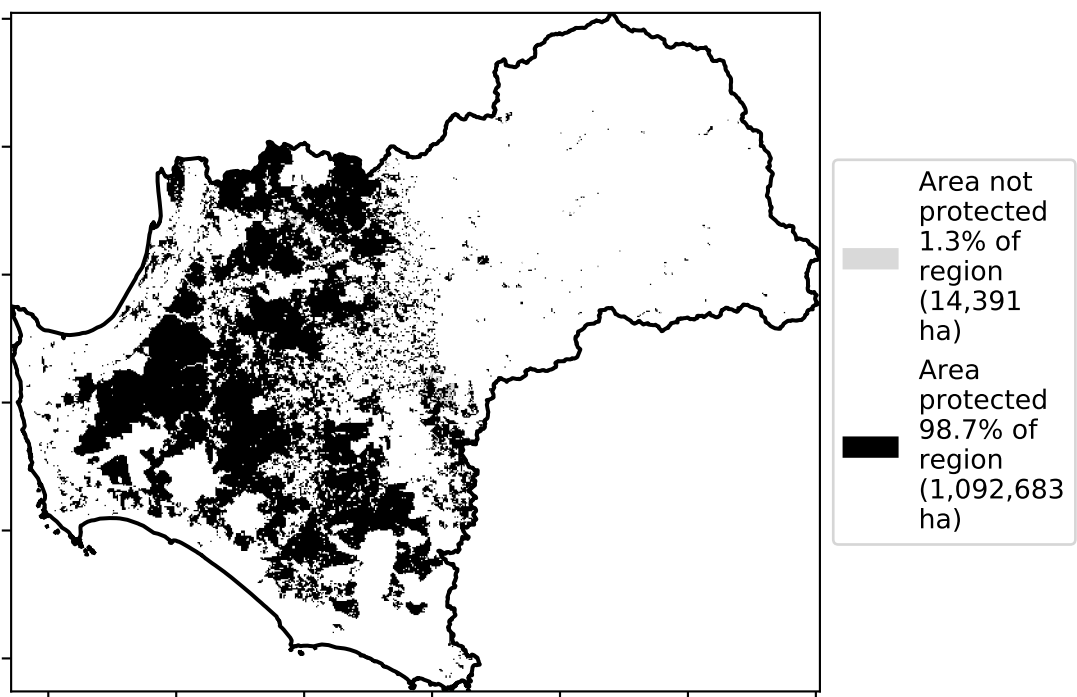 Area not
protected
1.3% of
region
(14,391
ha)
Area
protected
98.7% of
region
(1,092,683
ha)